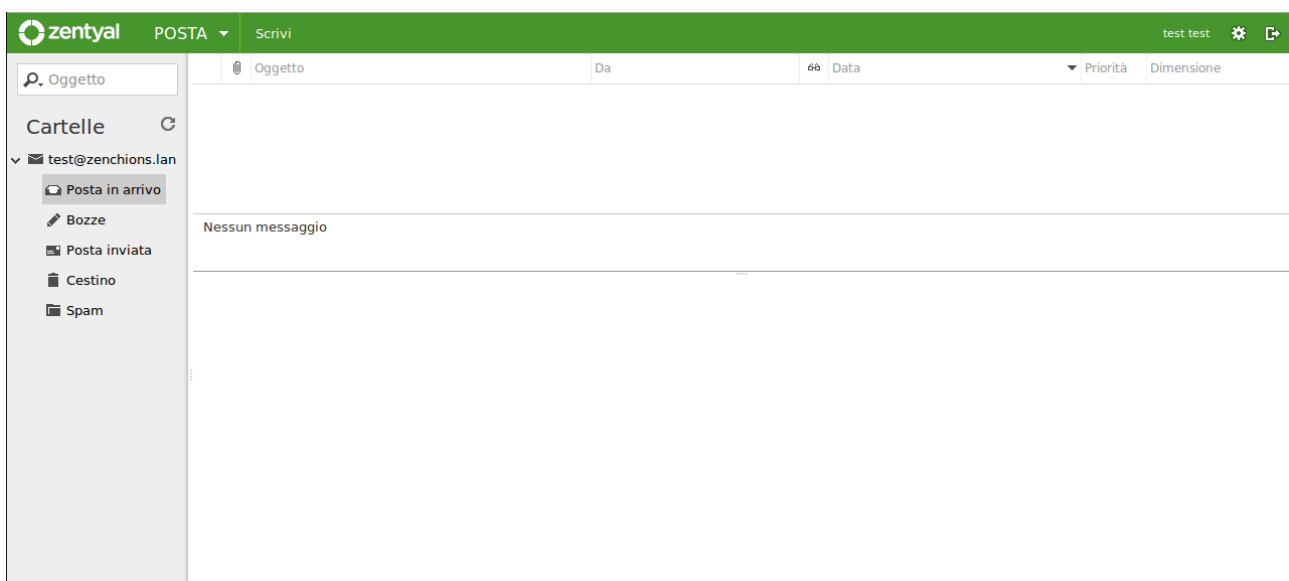 zentyal POSTA Scrivi test test
Oggetto
Oggetto Da Data Priorità Dimensione
Cartelle
test@zenchions.lan
Posta in arrivo
Bozze
Posta inviata
Cestino
Spam
Nessun messaggio